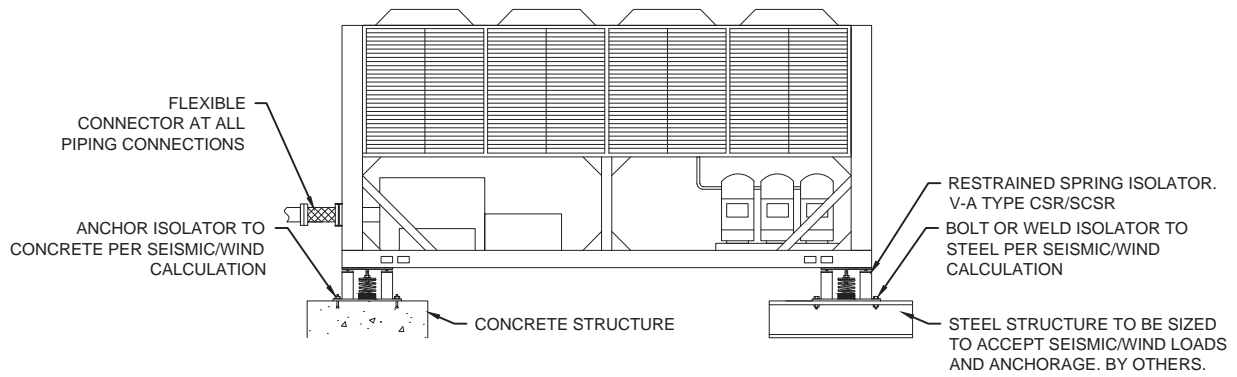 FLEXIBLE
CONNECTOR AT ALL
PIPING CONNECTIONS
ANCHOR ISOLATOR TO
CONCRETE PER SEISMIC/WIND
CALCULATION
CONCRETE STRUCTURE
RESTRAINED SPRING ISOLATOR.
V-A TYPE CSR/SCSR
BOLT OR WELD ISOLATOR TO
STEEL PER SEISMIC/WIND
CALCULATION
STEEL STRUCTURE TO BE SIZED
TO ACCEPT SEISMIC/WIND LOADS
AND ANCHORAGE. BY OTHERS.